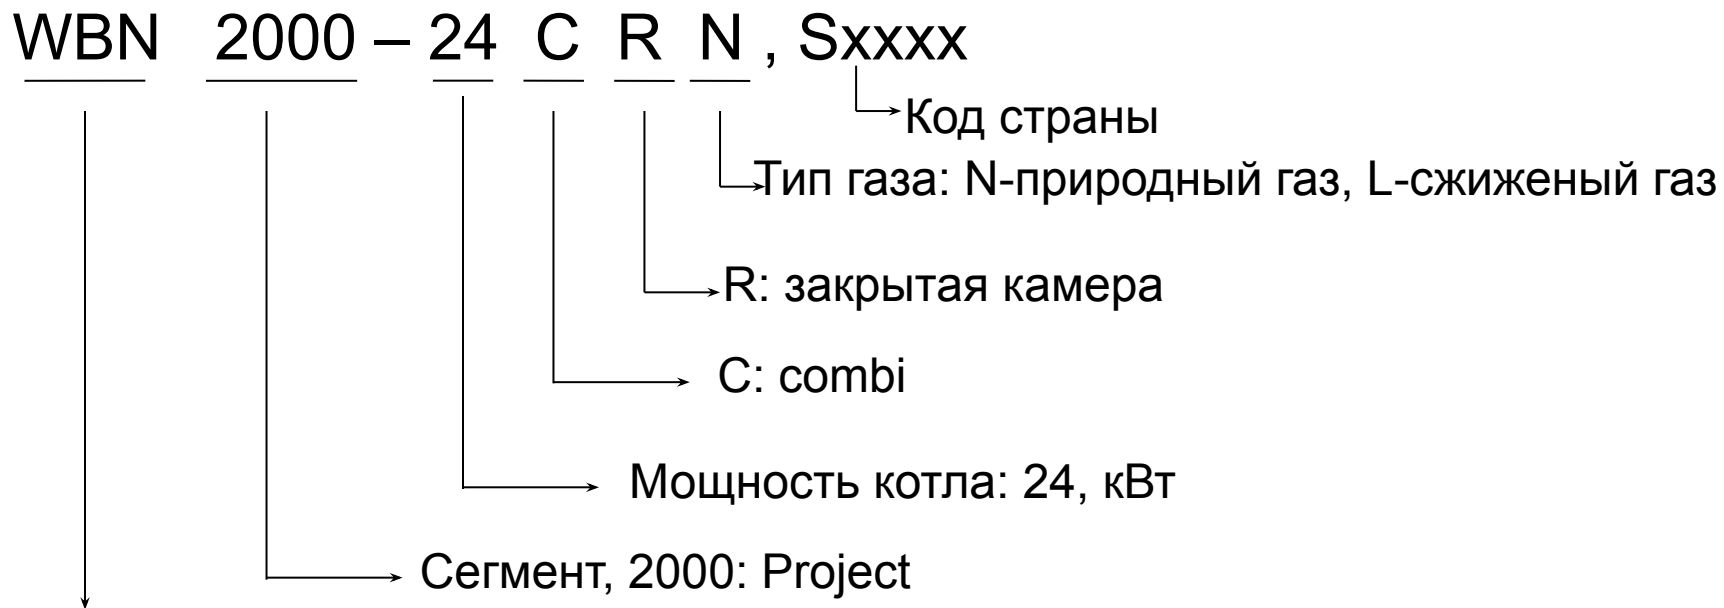 WBN 2000 – 24 C R N , Sxxxx
Код страны
Тип газа: N-природный газ, L-сжиженый газ
R: закрытая камера
C: combi
Мощность котла: 24, кВт
Сегмент, 2000: Project